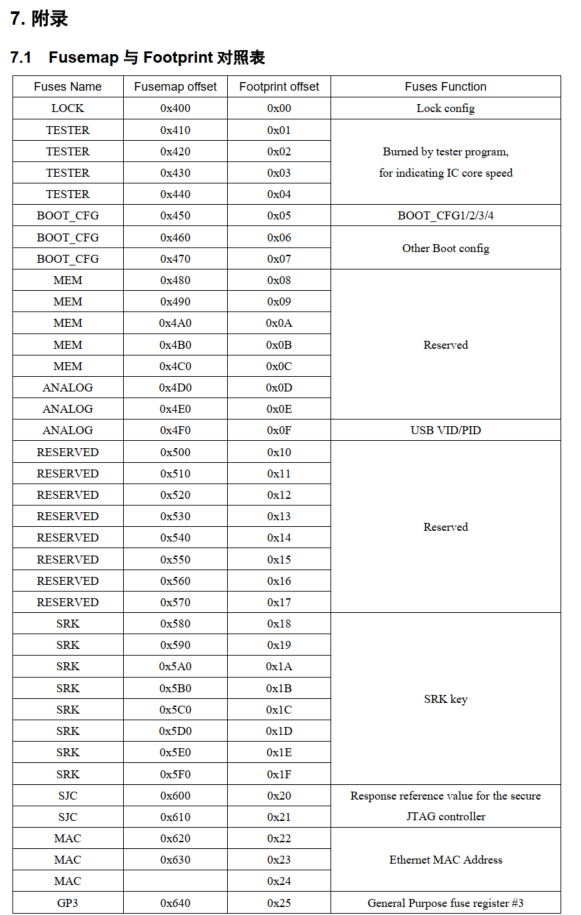 7. 附录
7.1 Fusemap 与 Footprint 对照表
Fuses Name Fusemap offset Footprint offset Fuses Function
LOCK 0x400 0x00 Lock config
TESTER 0x410 0x01
TESTER 0x420 0x02 Burned by tester program,
TESTER 0x430 0x03 for indicating IC core speed
TESTER 0x440 0x04
BOOT_CFG 0x450 0x05 BOOT_CFG1/2/3/4
BOOT_CFG 0x460 0x06 Other Boot config
BOOT_CFG 0x470 0x07
MEM 0x480 0x08
MEM 0x490 0x09
MEM 0x4A0 0x0A
MEM 0x4B0 0x0B Reserved
MEM 0x4C0 0x0C
ANALOG 0x4D0 0x0D
ANALOG 0x4E0 0x0E
ANALOG 0x4F0 0x0F USB VID/PID
RESERVED 0x500 0x10
RESERVED 0x510 0x11
RESERVED 0x520 0x12
RESERVED 0x530 0x13 Reserved
RESERVED 0x540 0x14
RESERVED 0x550 0x15
RESERVED 0x560 0x16
RESERVED 0x570 0x17
SRK 0x580 0x18
SRK 0x590 0x19
SRK 0x5A0 0x1A
SRK 0x5B0 0x1B SRK key
SRK 0x5C0 0x1C
SRK 0x5D0 0x1D
SRK 0x5E0 0x1E
SRK 0x5F0 0x1F
SJC 0x600 0x20 Response reference value for the secure
SJC 0x610 0x21 JTAG controller
MAC 0x620 0x22
MAC 0x630 0x23 Ethernet MAC Address
MAC 0x24
GP3 0x640 0x25 General Purpose fuse register #3